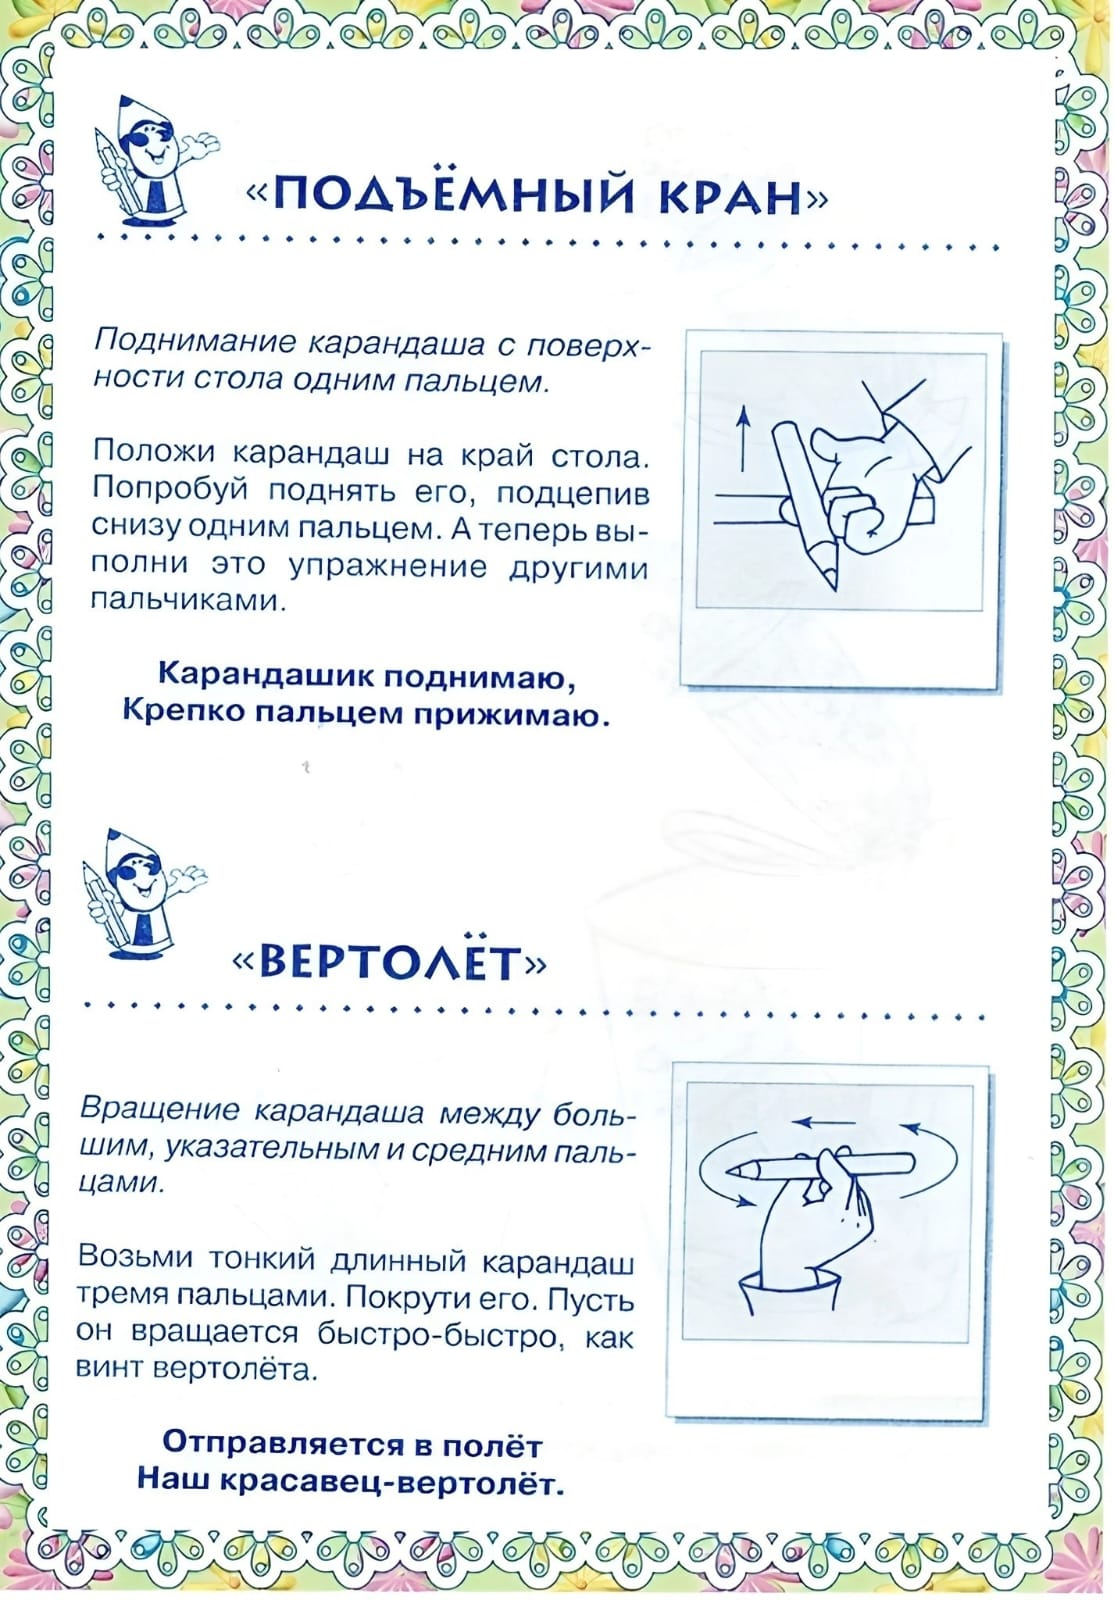 «ПОДЪЁМНЫЙ КРАН»
Поднимание карандаша с поверх-
ности стола одним пальцем.
Положи карандаш на край стола.
Попробуй поднять его, подцепив
снизу одним пальцем. А теперь вы-
полни это упражнение другими
пальчиками.
Карандашик поднимаю,
Крепко пальцем прижимаю.
«ВЕРТОЛЁТ»
Вращение карандаша между боль-
шим, указательным и средним паль-
цами.
Возьми тонкий длинный карандаш
тремя пальцами. Покрути его. Пусть
он вращается быстро-быстро, как
винт вертолёта.
Отправляется в полёт
Наш красавец-вертолёт.